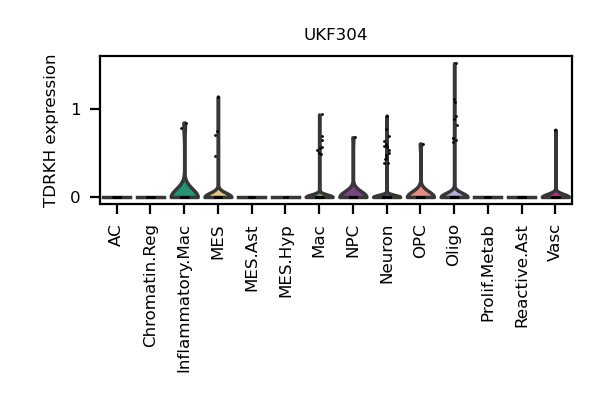 UKF304
TDRKH expression
1
0
AC
Chromatin.Reg
Inflammatory.Mac
MES
MES.Ast
MES.Hyp
Mac
NPC
Neuron
OPC
Oligo
Prolif.Metab
Reactive.Ast
Vasc